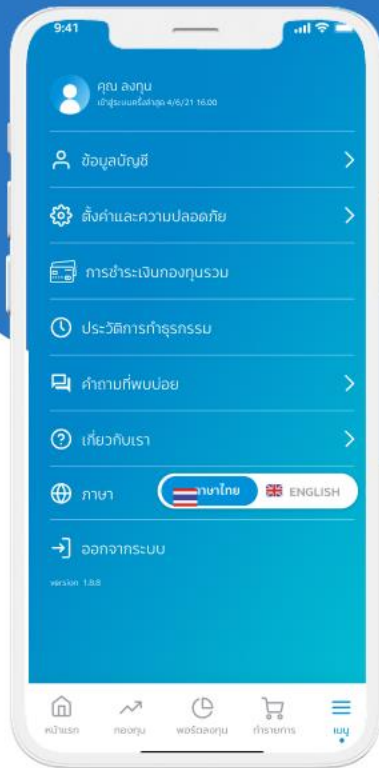 9:41
คุณ ลงทุน
เข้าสู่ระบบครั้งล่าสุด 4/6/21 16.00
ข้อมูลบัญชี
ตั้งค่าและความปลอดภัย
การชำระเงินกองทุนรวม
ประวัติการทำธุรกรรม
คำถามที่พบบ่อย
เกี่ยวกับเรา
ภาษา ภาษาไทย ENGLISH
ออกจากระบบ
version 1.8.8
หน้าแรก กองทุน พอร์ตลงทุน ทำรายการ เมนู